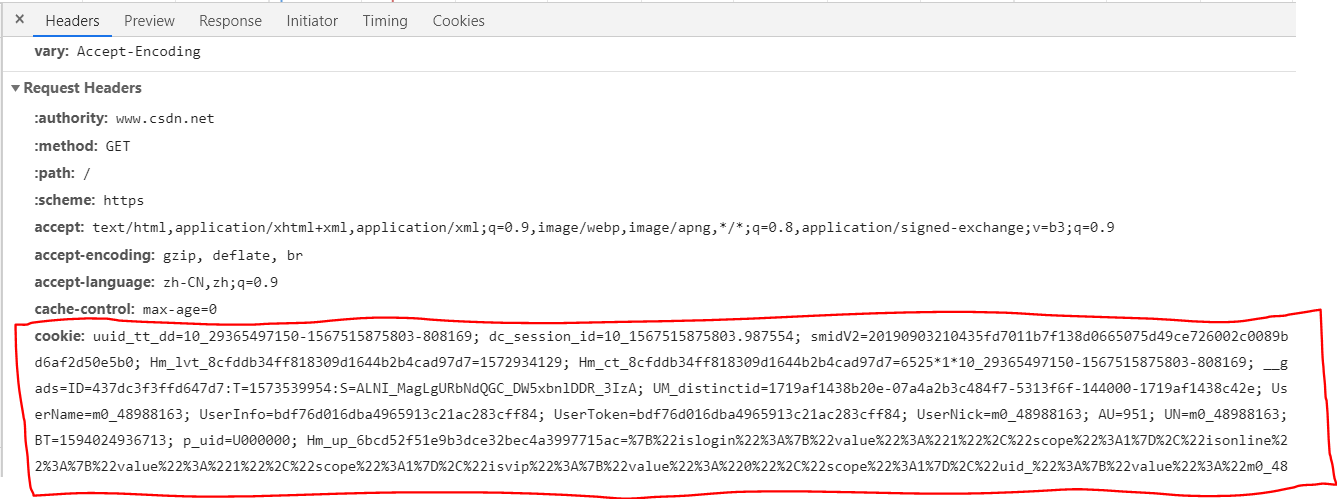 × Headers Preview Response Initiator Timing Cookies
vary: Accept-Encoding
▼Request Headers
:authority: www.csdn.net
:method: GET
:path: /
:scheme: https
accept: text/html,application/xhtml+xml,application/xml;q=0.9,image/webp,image/apng,*/*;q=0.8,application/signed-exchange;v=b3;q=0.9
accept-encoding: gzip, deflate, br
accept-language: zh-CN,zh;q=0.9
cache-control: max-age=0
cookie: uuid_tt_dd=10_29365497150-1567515875803-808169; dc_session_id=10_1567515875803.987554; smidV2=20190903210435fd7011b7f138d0665075d49ce726002c0089b
d6af2d50e5b0; Hm_lvt_8cfddb34ff818309d1644b2b4cad97d7=1572934129; Hm_ct_8cfddb34ff818309d1644b2b4cad97d7=6525*1*10_29365497150-1567515875803-808169; __g
ads=ID=437dc3f3ffd647d7:T=1573539954:S=ALNI_MagLgURbNdQGC_DW5xbnlDDR_3IzA; UM_distinctid=1719af1438b20e-07a4a2b3c484f7-5313f6f-144000-1719af1438c42e; Us
erName=m0_48988163; UserInfo=bdf76d016dba4965913c21ac283cff84; UserToken=bdf76d016dba4965913c21ac283cff84; UserNick=m0_48988163; AU=951; UN=m0_48988163;
BT=1594024936713; p_uid=U000000; Hm_up_6bcd52f51e9b3dce32bec4a3997715ac=%7B%22islogin%22%3A%7B%22value%22%3A%221%22%2C%22scope%22%3A1%7D%2C%22isonline%2
2%3A%7B%22value%22%3A%221%22%2C%22scope%22%3A1%7D%2C%22isvip%22%3A%7B%22value%22%3A%220%22%2C%22scope%22%3A1%7D%2C%22uid_%22%3A%7B%22value%22%3A%22m0_48